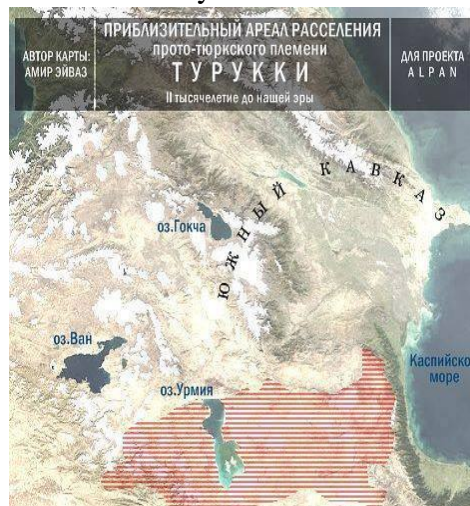 ПРИБЛИЗИТЕЛЬНЫЙ АРЕАЛ РАССЕЛЕНИЯ
прото-тюркского племени
ТУРУККИ
II тысячелетие до нашей эры
АВТОР КАРТЫ:
АМИР ЭЙВАЗ
ДЛЯ ПРОЕКТА
ALPAN
ЮЖНЫЙ КАВКАЗ
оз.Гокча
оз.Ван
оз.Урмия
Каспийско
море